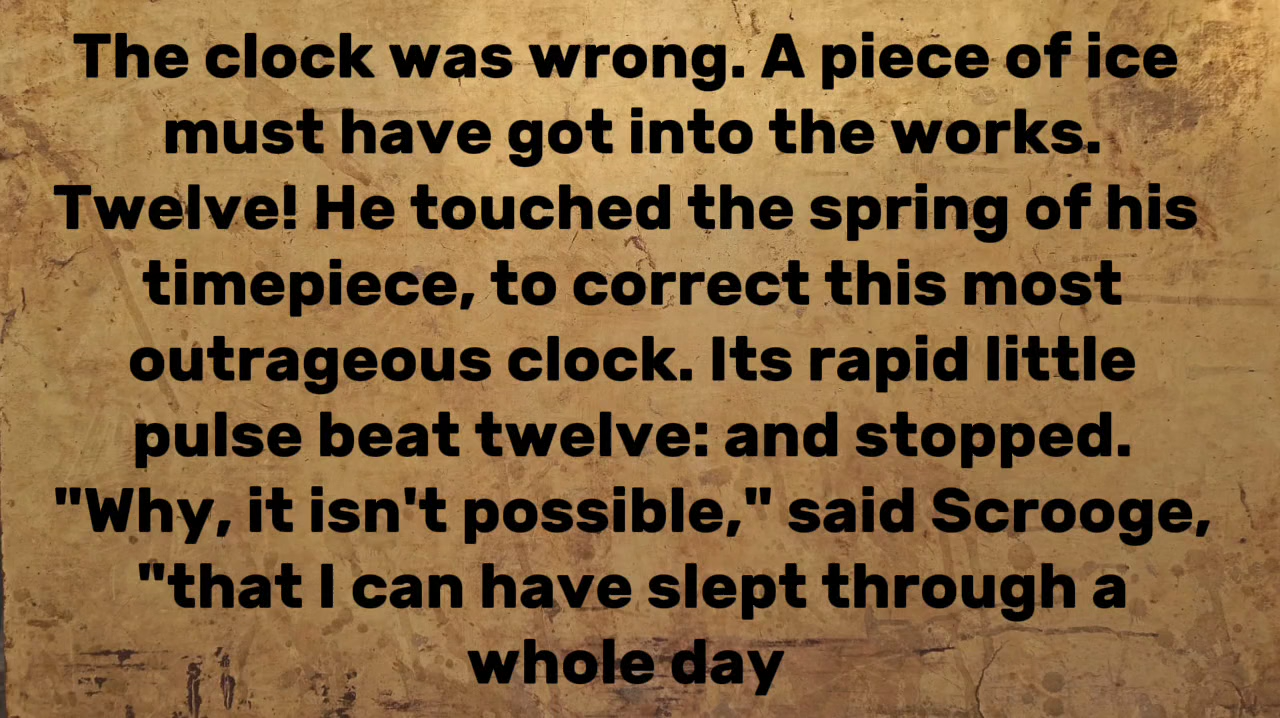 The clock was wrong. A piece of ice
must have got into the works.
Twelve! He touched the spring of his
timepiece, to correct this most
outrageous clock. Its rapid little
pulse beat twelve: and stopped.
"Why, it isn't possible," said Scrooge,
"that I can have slept through a
whole day